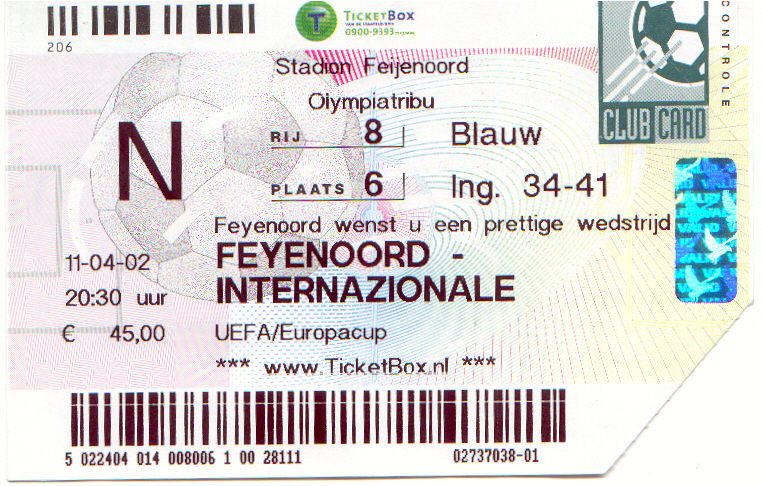 TICKETBOX
0900-9393
206
CONTROLE
Stadion Feijenoord
Olympiatribu
N
RIJ 8 Blauw
PLAATS 6 Ing. 34-41
CLUB CARD
Feyenoord wenst u een prettige wedstrijd
11-04-02 FEYENOORD -
20:30 uur INTERNAZIONALE
€ 45,00 UEFA/Europacup
*** www.TicketBox.nl ***
5 022404 014 008006 1 00 28111
02737038-01